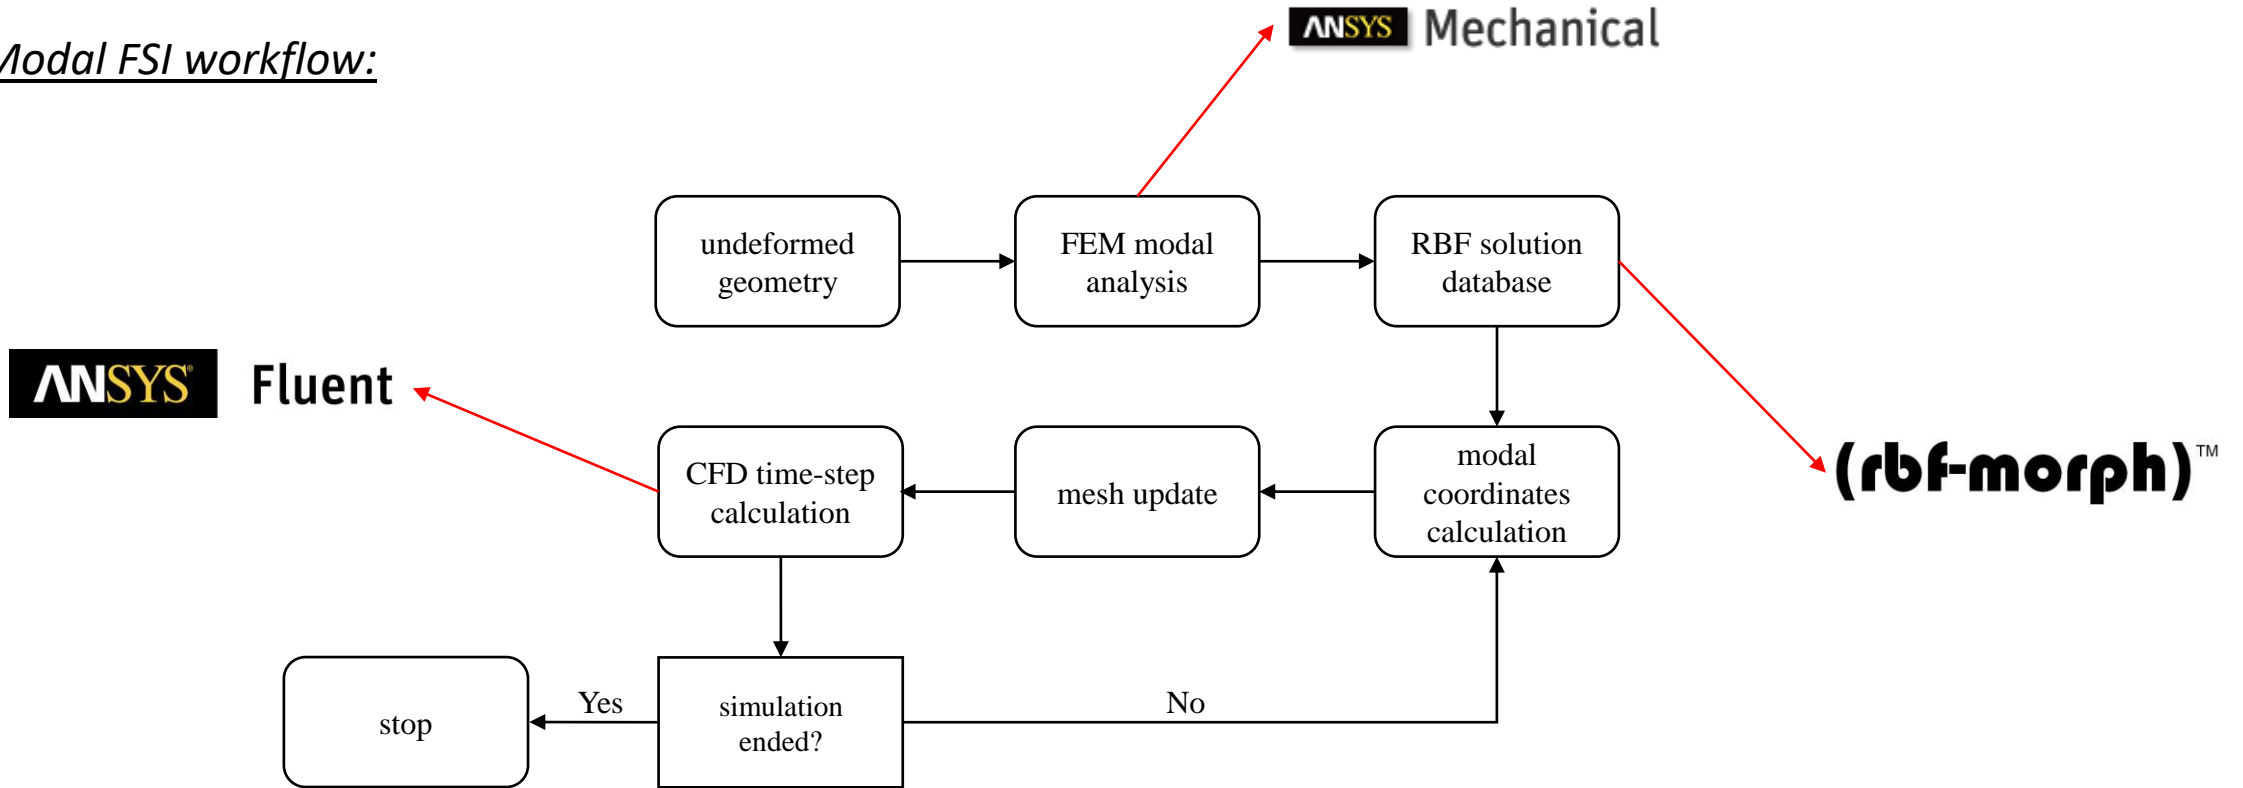 ANSYS Mechanical
Modal FSI workflow:
undeformed
geometry
FEM modal
analysis
RBF solution
database
ANSYS® Fluent
CFD time-step
calculation
mesh update
modal
coordinates
calculation
(rbf-morph)™
stop
Yes
simulation
ended?
No